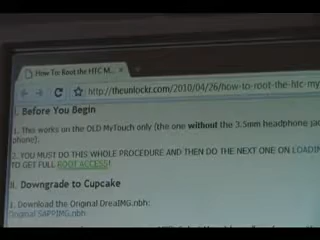 How To: Root the HTC M...
http://theunlockr.com/2010/04/26/how-to-root-the-htc-my
I. Before You Begin
1. This works on the OLD MyTouch only (the one without the 3.5mm headphone jac
phone).
2. YOU MUST DO THIS WHOLE PROCEDURE AND THEN DO THE NEXT ONE ON LOADIN
TO GET FULL ROOT ACCESS!
II. Downgrade to Cupcake
1. Download the Original DreaIMG.nbh:
Original SAPPIMG.nbh